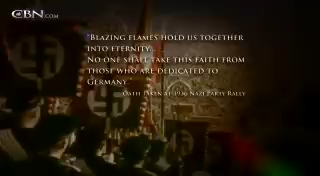 CBN.COM
"BLAZING FLAMES HOLD US TOGETHER
INTO ETERNITY.
NO ONE SHALL TAKE THIS FAITH FROM
THOSE WHO ARE DEDICATED TO
GERMANY"
OATH TAKEN AT 1936 NAZI PARTY RALLY